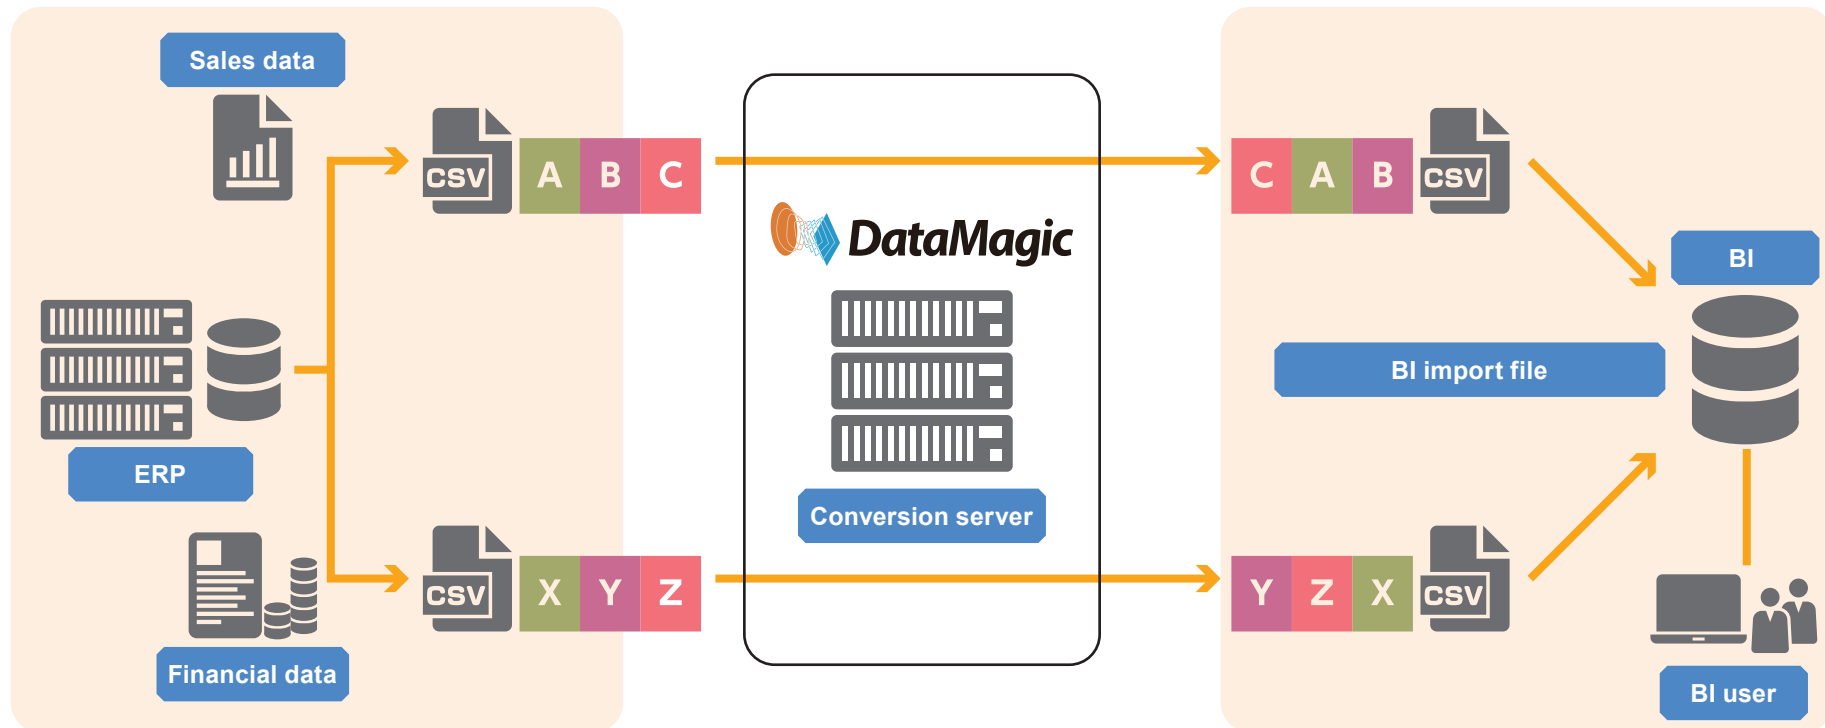 Sales data
CSV A B C
C A B CSV
DataMagic
BI
BI import file
ERP
Conversion server
CSV X Y Z
Y Z X CSV
Financial data
BI user